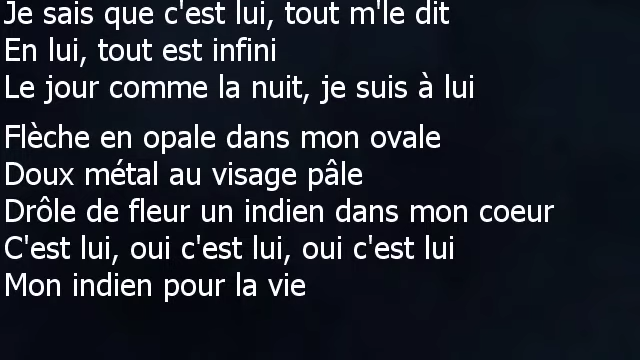 Je sais que c'est lui, tout m'le dit
En lui, tout est infini
Le jour comme la nuit, je suis à lui
Flèche en opale dans mon ovale
Doux métal au visage pâle
Drôle de fleur un indien dans mon coeur
C'est lui, oui c'est lui, oui c'est lui
Mon indien pour la vie